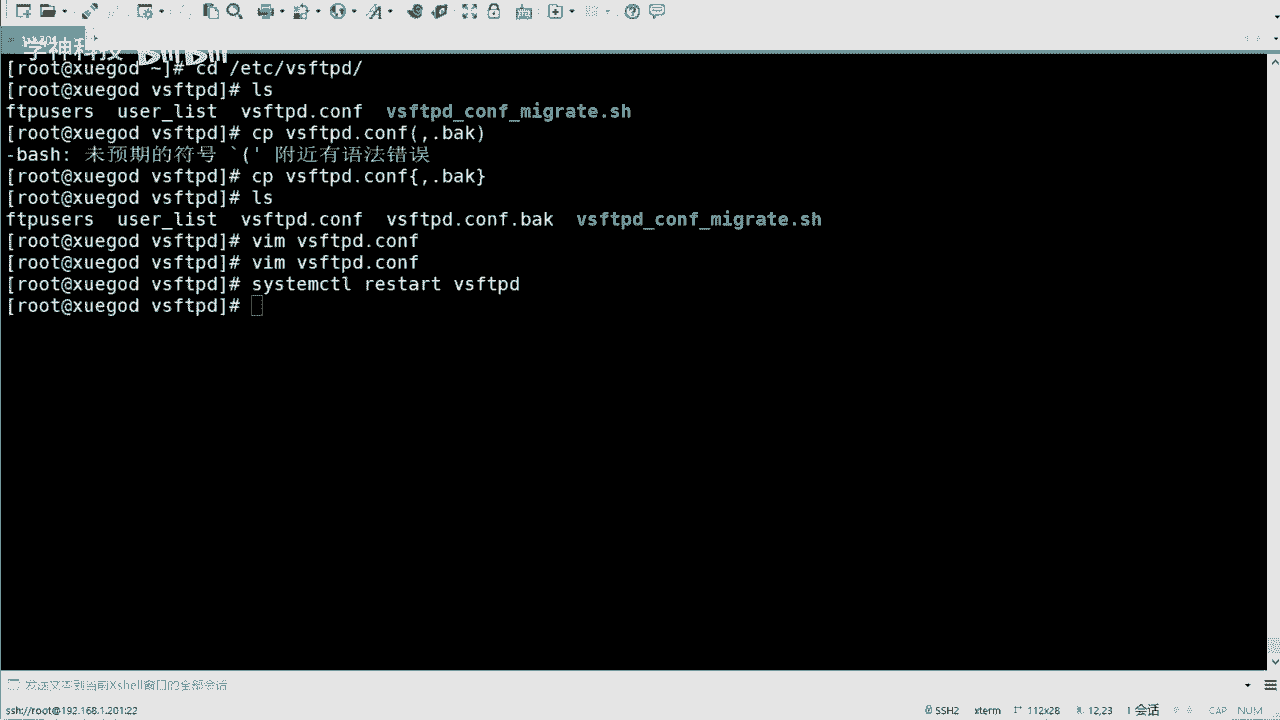 学神科技 bilibili
[root@xuegod ~]# cd /etc/vsftpd/
[root@xuegod vsftpd]# ls
ftpusers  user_list  vsftpd.conf  vsftpd_conf_migrate.sh
[root@xuegod vsftpd]# cp vsftpd.conf(,.bak)
-bash: 未预期的符号 `(' 附近有语法错误
[root@xuegod vsftpd]# cp vsftpd.conf{,.bak}
[root@xuegod vsftpd]# ls
ftpusers  user_list  vsftpd.conf  vsftpd.conf.bak  vsftpd_conf_migrate.sh
[root@xuegod vsftpd]# vim vsftpd.conf
[root@xuegod vsftpd]# vim vsftpd.conf
[root@xuegod vsftpd]# systemctl restart vsftpd
[root@xuegod vsftpd]#
发送文本到当前Xshell窗口的全部会话
ssh://root@192.168.1.201:22 SSH2 xterm 112x28 12,23 1 会话 CAP NUM